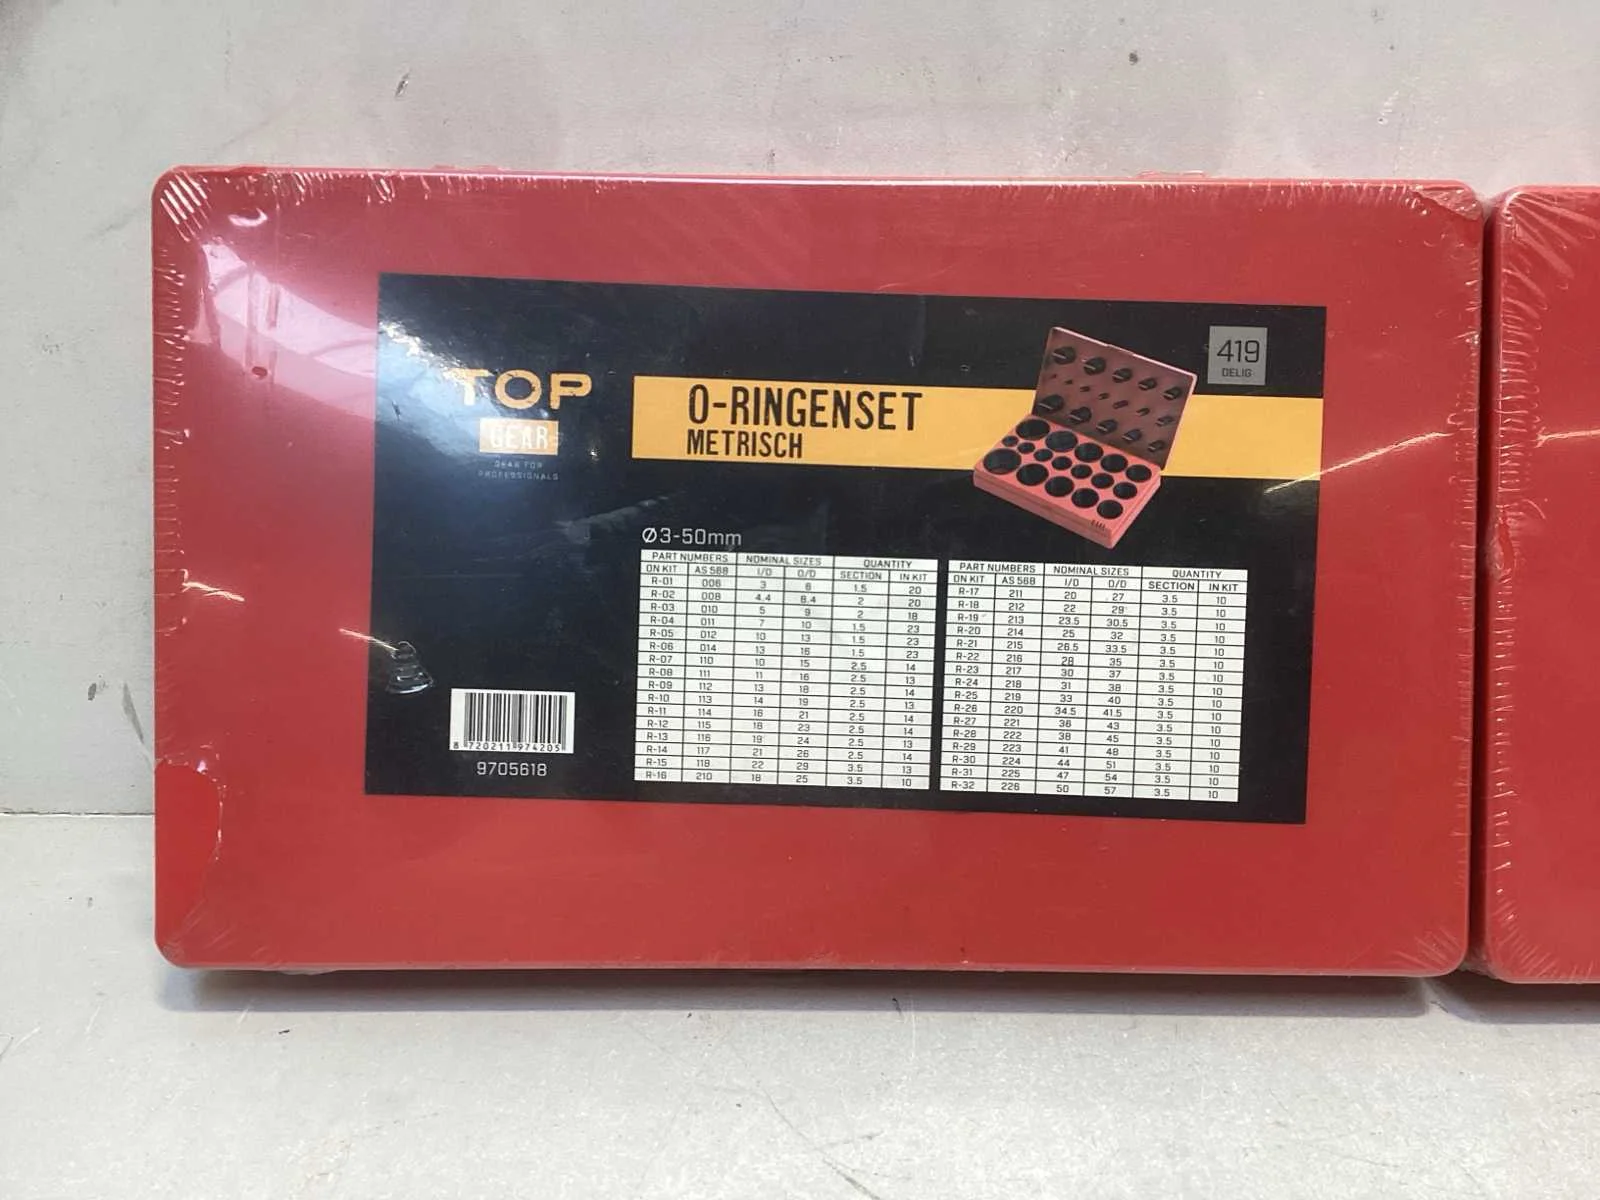 419
DELIG
TOP
GEAR
GEAR FOR
PROFESSIONALS
O-RINGENSET
METRISCH
Ø3-50mm
PART NUMBERS NOMINAL SIZES QUANTITY
ON KIT AS 568 I/D O/D SECTION IN KIT
R-01 006 3 6 1.5 20
R-02 008 4.4 8.4 2 20
R-03 010 5 9 2 18
R-04 011 7 10 1.5 23
R-05 012 10 13 1.5 23
R-06 014 13 16 1.5 23
R-07 110 10 15 2.5 14
R-08 111 11 16 2.5 13
R-09 112 13 18 2.5 14
R-10 113 14 19 2.5 13
R-11 114 16 21 2.5 14
R-12 115 18 23 2.5 14
R-13 116 19 24 2.5 13
R-14 117 21 26 2.5 14
R-15 118 22 29 3.5 13
R-16 210 18 25 3.5 10
PART NUMBERS NOMINAL SIZES QUANTITY
ON KIT AS 568 I/D O/D SECTION IN KIT
R-17 211 20 27 3.5 10
R-18 212 22 29 3.5 10
R-19 213 23.5 30.5 3.5 10
R-20 214 25 32 3.5 10
R-21 215 26.5 33.5 3.5 10
R-22 216 28 35 3.5 10
R-23 217 30 37 3.5 10
R-24 218 31 38 3.5 10
R-25 219 33 40 3.5 10
R-26 220 34.5 41.5 3.5 10
R-27 221 36 43 3.5 10
R-28 222 38 45 3.5 10
R-29 223 41 48 3.5 10
R-30 224 44 51 3.5 10
R-31 225 47 54 3.5 10
R-32 226 50 57 3.5 10
8 720211 974205
9705618